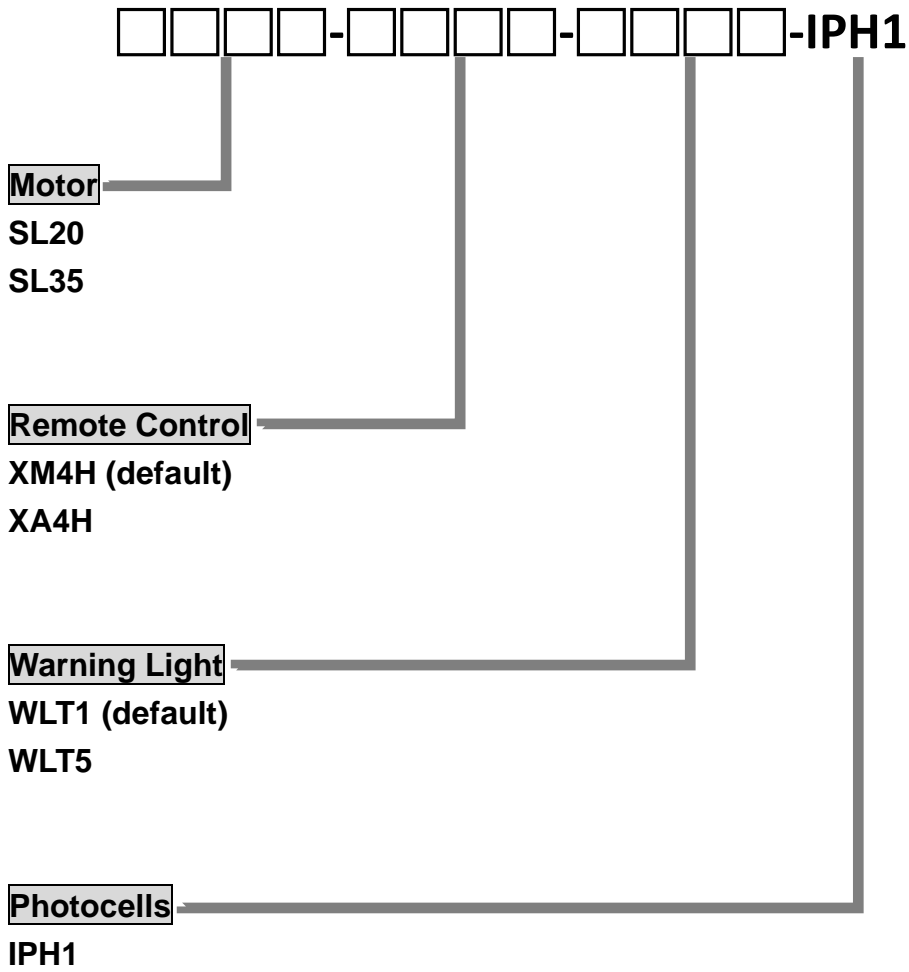 □□□□-□□□□-□□□□-IPH1
Motor
SL20
SL35
Remote Control
XM4H (default)
XA4H
Warning Light
WLT1 (default)
WLT5
Photocells
IPH1